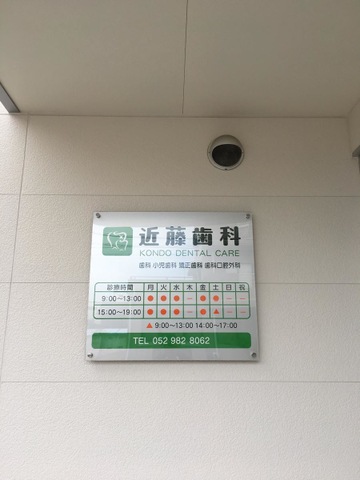 近藤歯科
KONDO DENTAL CARE
歯科 小児歯科 矯正歯科 歯科口腔外科
診療時間 月 火 水 木 金 土 日 祝
9:00〜13:00 ● ● ● − ● ● − −
15:00〜19:00 ● ● ● − ● ▲ − −
▲ 9:00〜13:00 14:00〜17:00
TEL 052 982 8062